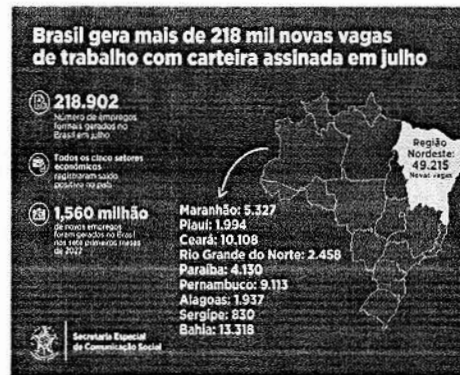 Brasil gera mais de 218 mil novas vagas
de trabalho com carteira assinada em julho
218.902
Número de empregos
formais gerados no
Brasil em julho
Todos os cinco setores
econômicos
registraram saldo
positivo no país
1,560 milhão
de novos empregos
foram gerados no Brasil
nos sete primeiros meses
de 2022
Região
Nordeste:
49.215
Novas vagas
Maranhão: 5.327
Piauí: 1.994
Ceará: 10.108
Rio Grande do Norte: 2.458
Paraíba: 4.130
Pernambuco: 9.113
Alagoas: 1.937
Sergipe: 830
Bahia: 13.318
Secretaria Especial
de Comunicação Social